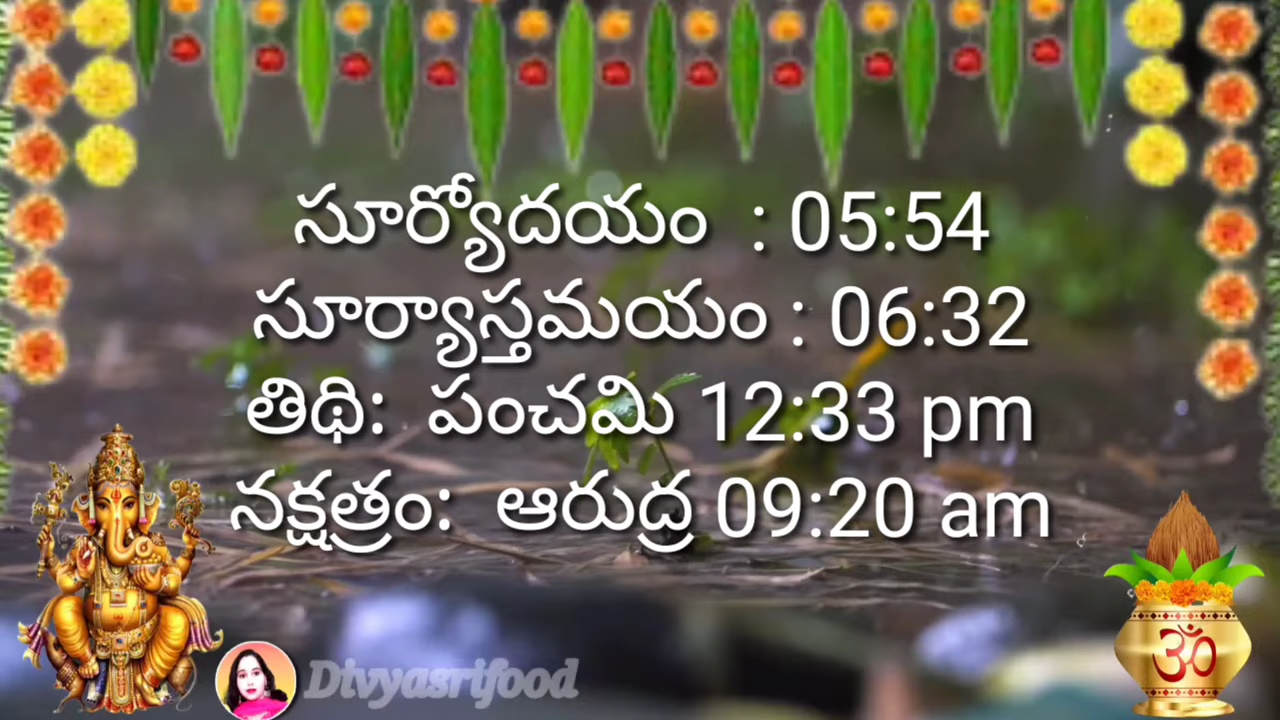 సూర్యోదయం : 05:54
సూర్యాస్తమయం : 06:32
తిథి: పంచమి 12:33 pm
నక్షత్రం: ఆరుద్ర 09:20 am
ॐ
Divyasrifood